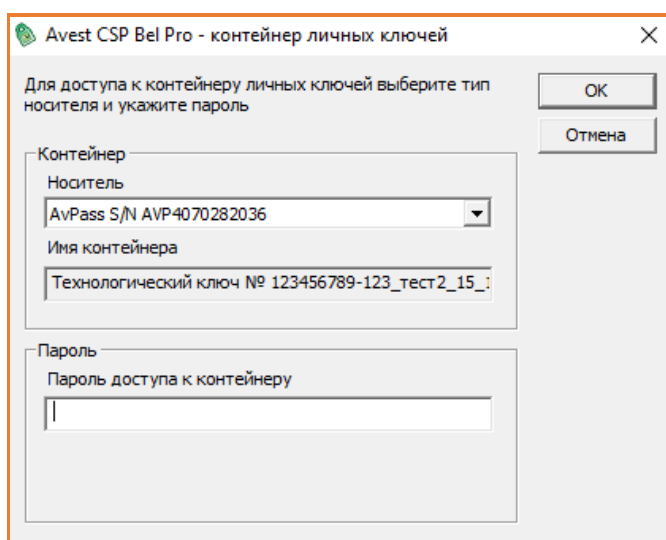 Avest CSP Bel Pro - контейнер личных ключей
Для доступа к контейнеру личных ключей выберите тип
носителя и укажите пароль
OK
Отмена
Контейнер
Носитель
AvPass S/N AVP4070282036
Имя контейнера
Технологический ключ № 123456789-123_тест2_15_1
Пароль
Пароль доступа к контейнеру